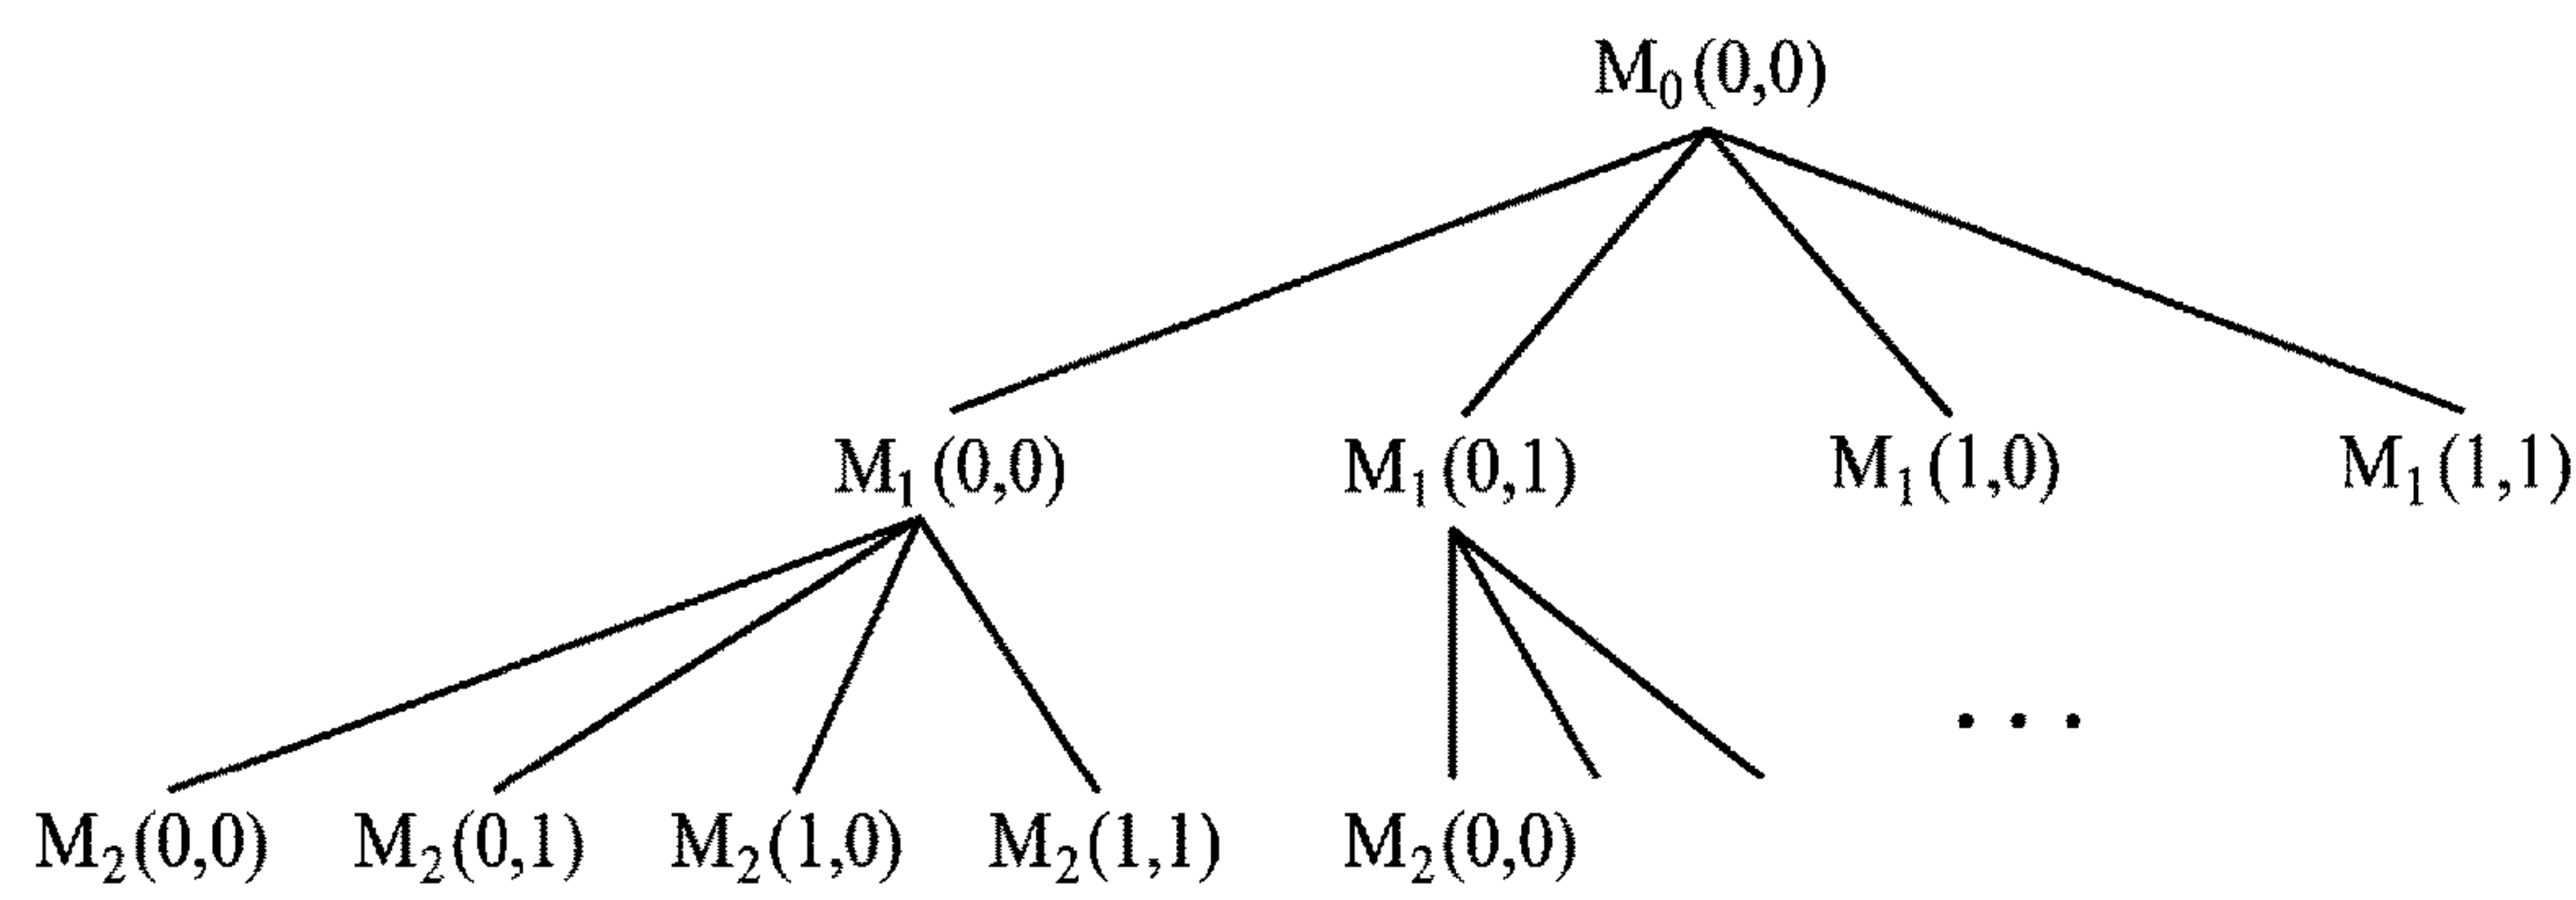 M₀(0,0)
M₁(0,0) M₁(0,1) M₁(1,0) M₁(1,1)
...
M₂(0,0) M₂(0,1) M₂(1,0) M₂(1,1) M₂(0,0)